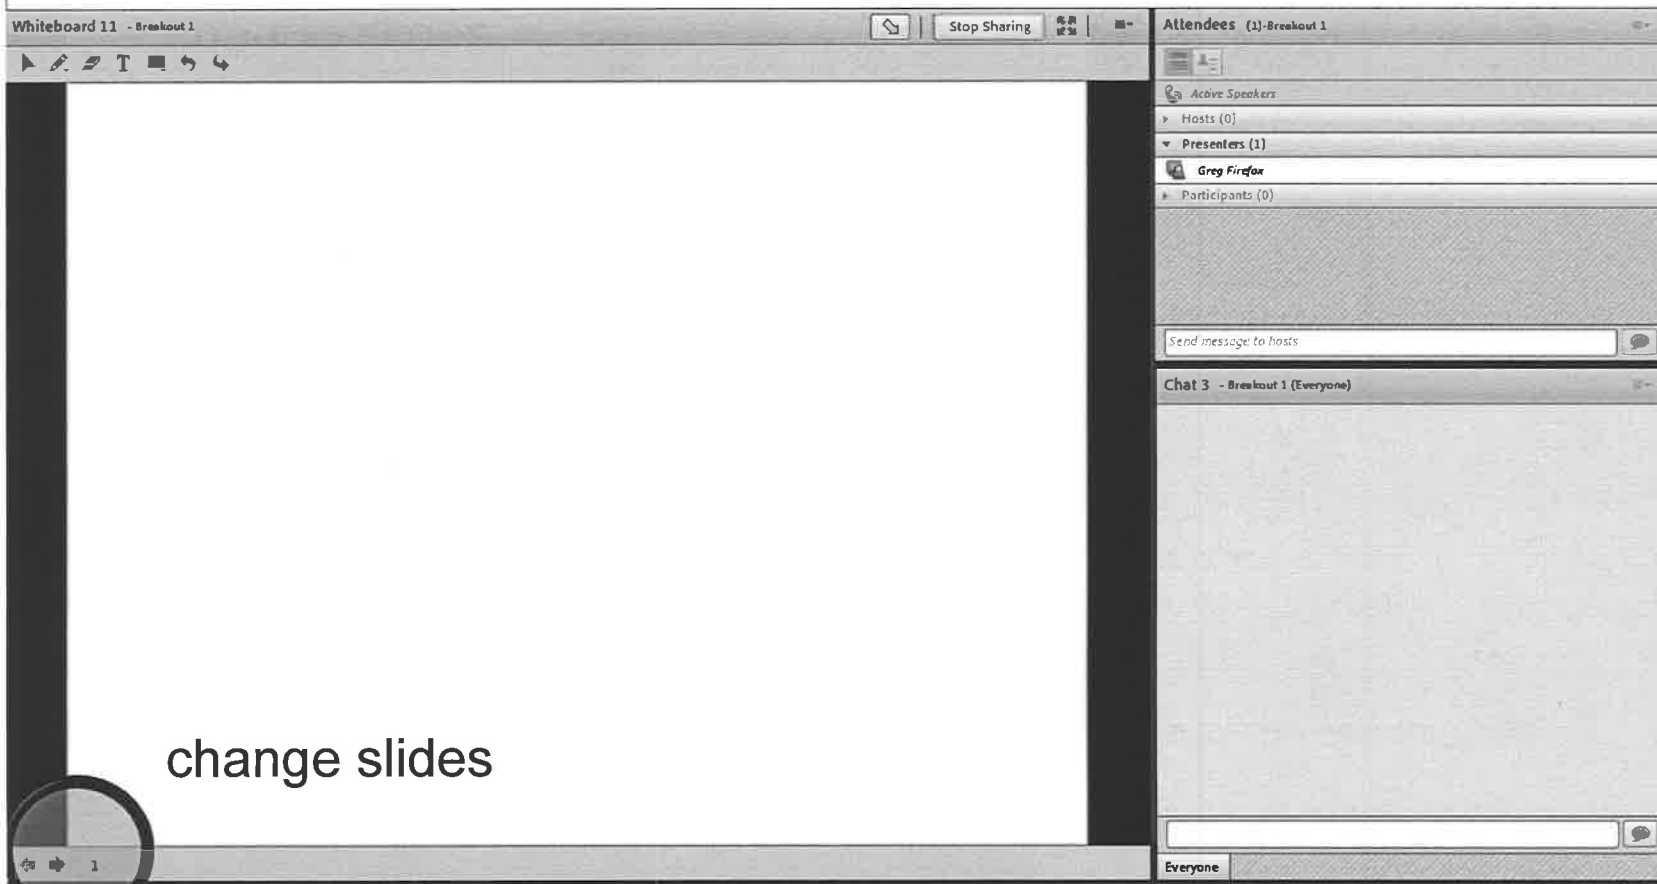 Whiteboard 11 - Breakout 1
Stop Sharing
T
change slides
1
Attendees (1)-Breakout 1
Active Speakers
Hosts (0)
Presenters (1)
Greg Firefox
Participants (0)
Send message to hosts
Chat 3 - Breakout 1 (Everyone)
Everyone